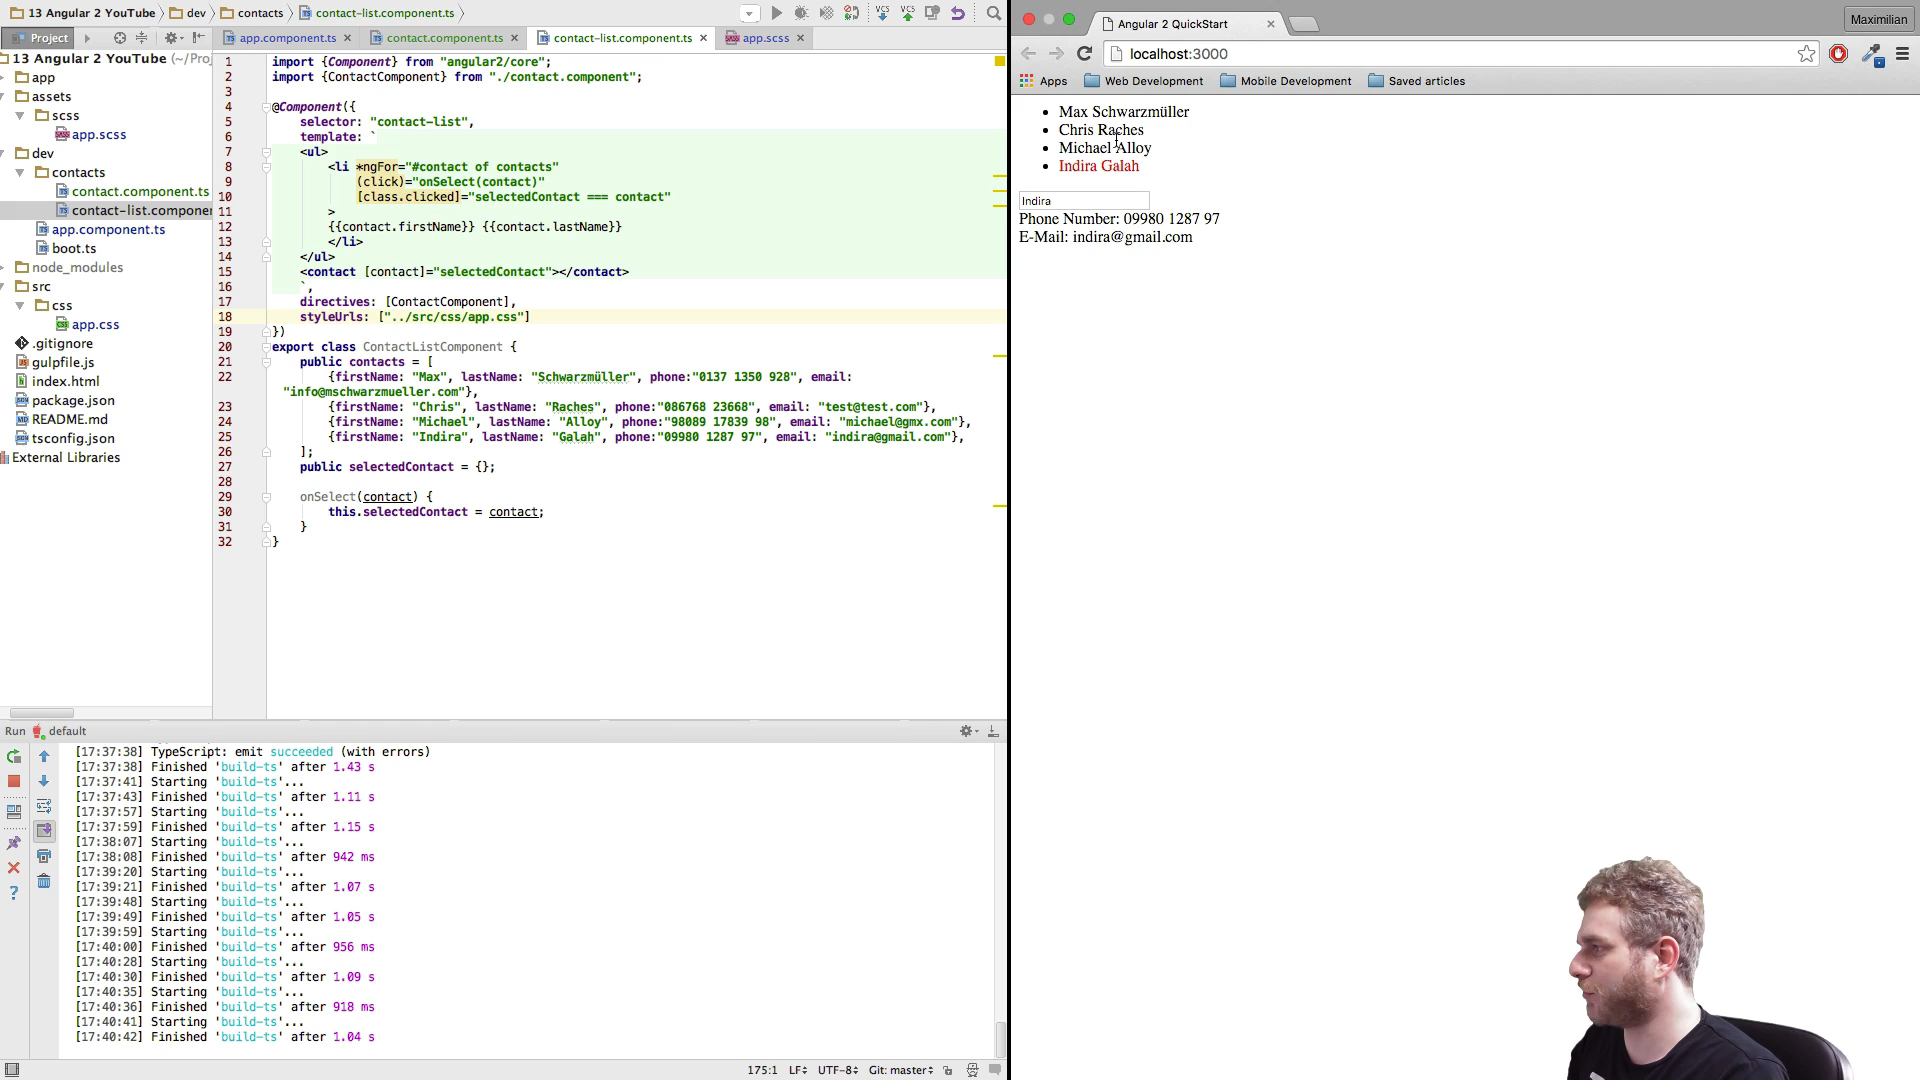 13 Angular 2 YouTube
dev
contacts
contact-list.component.ts
Project
app.component.ts
contact.component.ts
contact-list.component.ts
app.scss
13 Angular 2 YouTube (~/Proj
app
assets
scss
app.scss
dev
contacts
contact.component.ts
contact-list.componen
app.component.ts
boot.ts
node_modules
src
css
app.css
.gitignore
gulpfile.js
index.html
package.json
README.md
tsconfig.json
External Libraries
1 import {Component} from "angular2/core";
2 import {ContactComponent} from "./contact.component";
3
4 @Component({
5 selector: "contact-list",
6 template: `
7 <ul>
8 <li *ngFor="#contact of contacts"
9 (click)="onSelect(contact)"
10 [class.clicked]="selectedContact === contact"
11 >
12 {{contact.firstName}} {{contact.lastName}}
13 </li>
14 </ul>
15 <contact [contact]="selectedContact"></contact>
16 `,
17 directives: [ContactComponent],
18 styleUrls: ["../src/css/app.css"]
19 })
20 export class ContactListComponent {
21 public contacts = [
22 {firstName: "Max", lastName: "Schwarzmüller", phone:"0137 1350 928", email:
"info@mschwarzmueller.com"},
23 {firstName: "Chris", lastName: "Raches", phone:"086768 23668", email: "test@test.com"},
24 {firstName: "Michael", lastName: "Alloy", phone:"98089 17839 98", email: "michael@gmx.com"},
25 {firstName: "Indira", lastName: "Galah", phone:"09980 1287 97", email: "indira@gmail.com"},
26 ];
27 public selectedContact = {};
28
29 onSelect(contact) {
30 this.selectedContact = contact;
31 }
32 }
Run default
[17:37:38] TypeScript: emit succeeded (with errors)
[17:37:38] Finished 'build-ts' after 1.43 s
[17:37:41] Starting 'build-ts'...
[17:37:43] Finished 'build-ts' after 1.11 s
[17:37:57] Starting 'build-ts'...
[17:37:59] Finished 'build-ts' after 1.15 s
[17:38:07] Starting 'build-ts'...
[17:38:08] Finished 'build-ts' after 942 ms
[17:39:20] Starting 'build-ts'...
[17:39:21] Finished 'build-ts' after 1.07 s
[17:39:48] Starting 'build-ts'...
[17:39:49] Finished 'build-ts' after 1.05 s
[17:39:59] Starting 'build-ts'...
[17:40:00] Finished 'build-ts' after 956 ms
[17:40:28] Starting 'build-ts'...
[17:40:30] Finished 'build-ts' after 1.09 s
[17:40:35] Starting 'build-ts'...
[17:40:36] Finished 'build-ts' after 918 ms
[17:40:41] Starting 'build-ts'...
[17:40:42] Finished 'build-ts' after 1.04 s
175:1 LF UTF-8 Git: master
Angular 2 QuickStart
Maximilian
localhost:3000
Apps Web Development Mobile Development Saved articles
Max Schwarzmüller
Chris Raches
Michael Alloy
Indira Galah
Indira
Phone Number: 09980 1287 97
E-Mail: indira@gmail.com